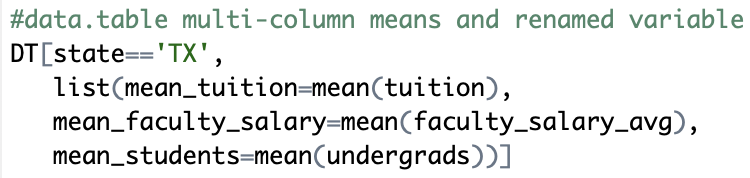 #data.table multi-column means and renamed variable
DT[state=='TX',
list(mean_tuition=mean(tuition),
mean_faculty_salary=mean(faculty_salary_avg),
mean_students=mean(undergrads))]